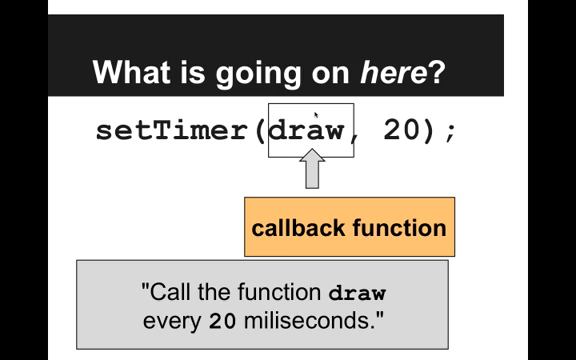 What is going on here?
setTimer(draw, 20);
callback function
"Call the function draw
every 20 miliseconds."